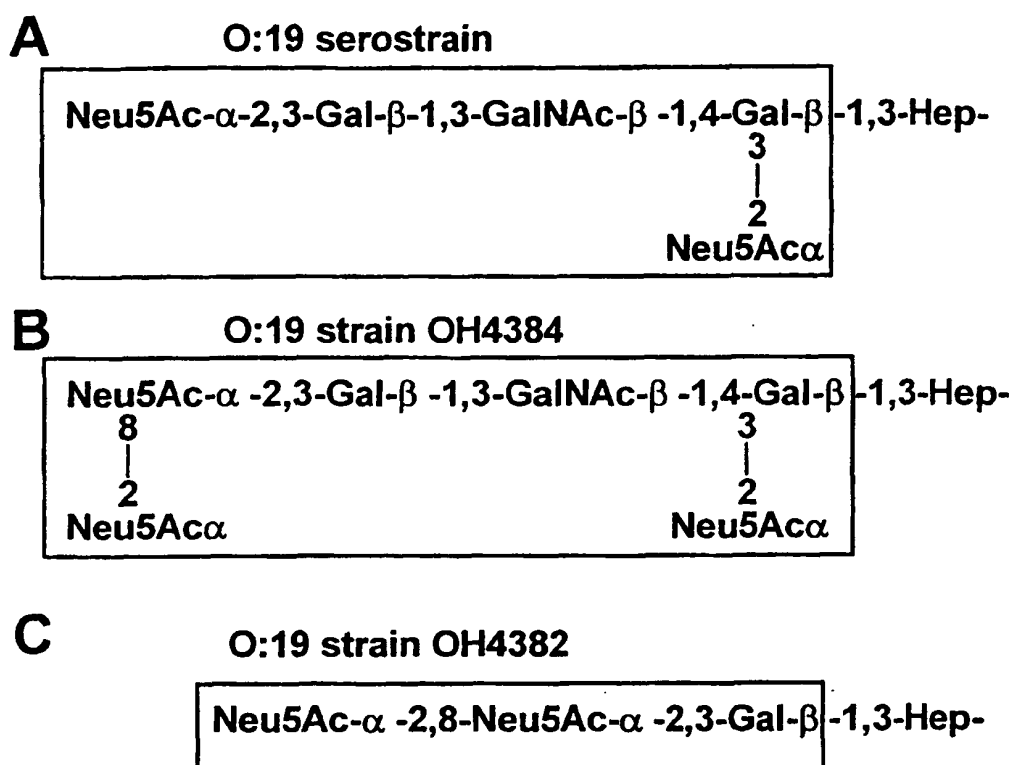 A
O:19 serostrain
Neu5Ac-α-2,3-Gal-β-1,3-GalNAc-β -1,4-Gal-β -1,3-Hep-
3
2
Neu5Acα
B
O:19 strain OH4384
Neu5Ac-α -2,3-Gal-β -1,3-GalNAc-β -1,4-Gal-β -1,3-Hep-
8 3
2 2
Neu5Acα Neu5Acα
C
O:19 strain OH4382
Neu5Ac-α -2,8-Neu5Ac-α -2,3-Gal-β -1,3-Hep-